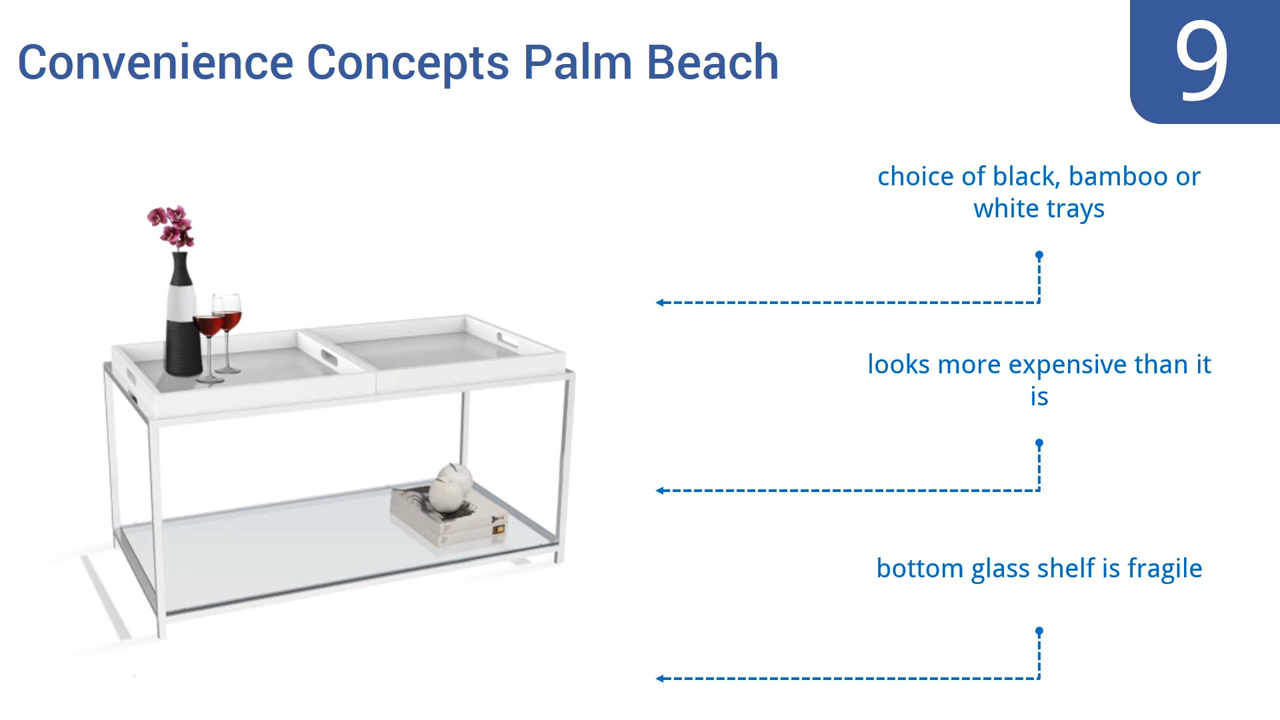 Convenience Concepts Palm Beach
9
choice of black, bamboo or
white trays
looks more expensive than it
is
bottom glass shelf is fragile